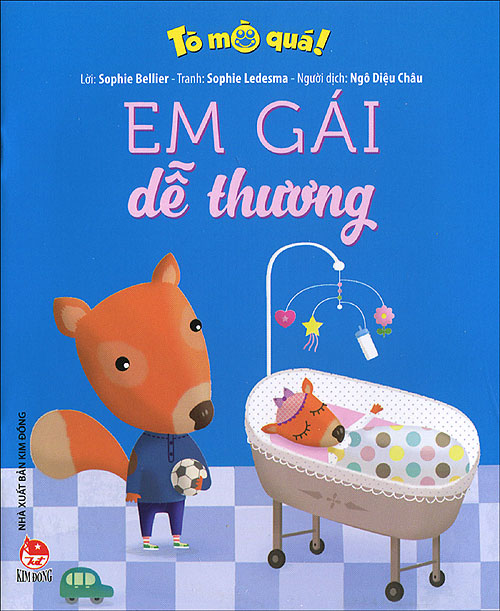 Tò mò quá!
Lời: Sophie Bellier - Tranh: Sophie Ledesma - Người dịch: Ngô Diệu Châu
EM GÁI
dễ thương
NHÀ XUẤT BẢN KIM ĐỒNG
KIM ĐỒNG